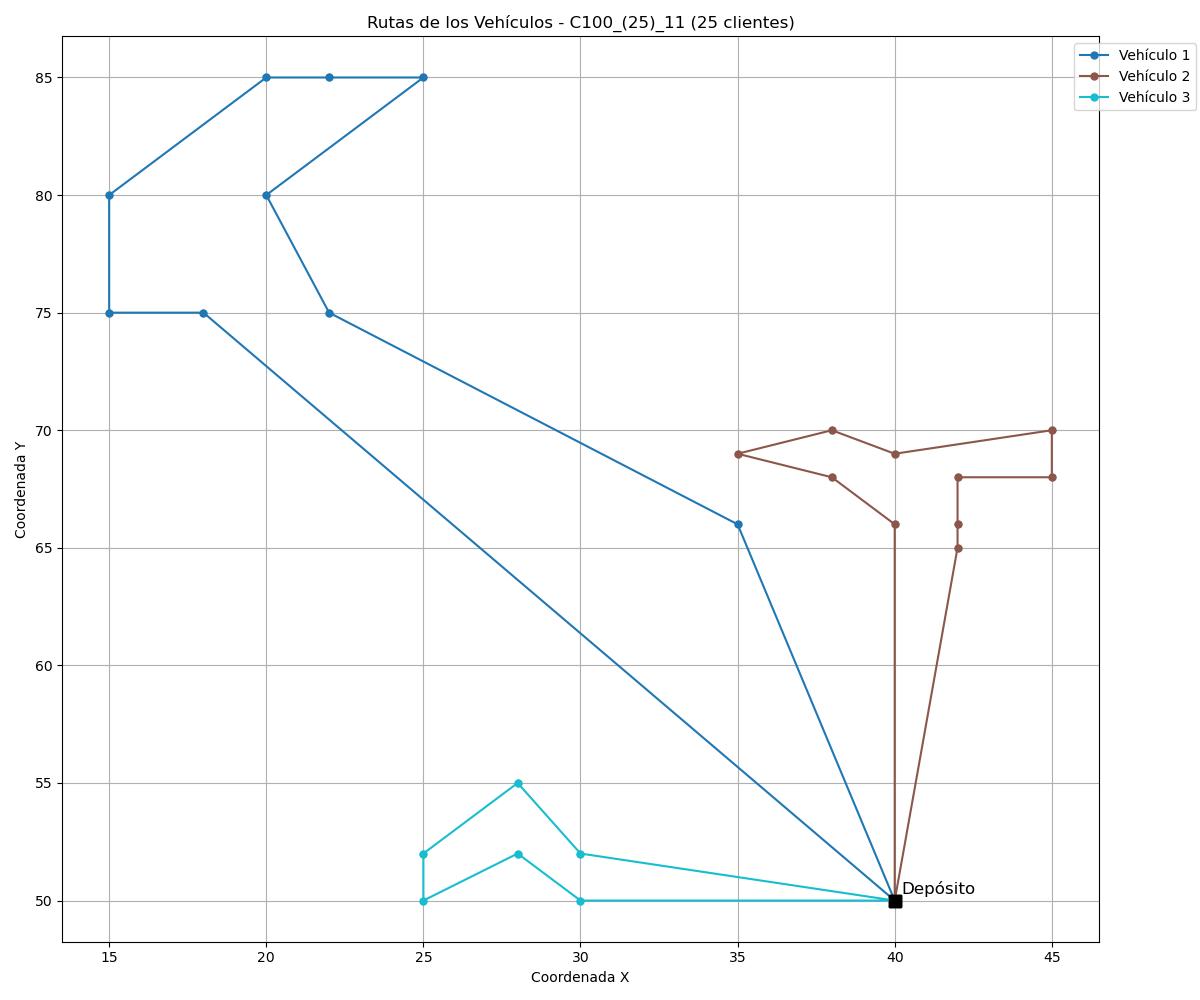 Rutas de los Vehículos - C100_(25)_11 (25 clientes)
Vehículo 1
Vehículo 2
Vehículo 3
85
80
75
70
65
60
55
50
Coordenada Y
Depósito
15 20 25 30 35 40 45
Coordenada X